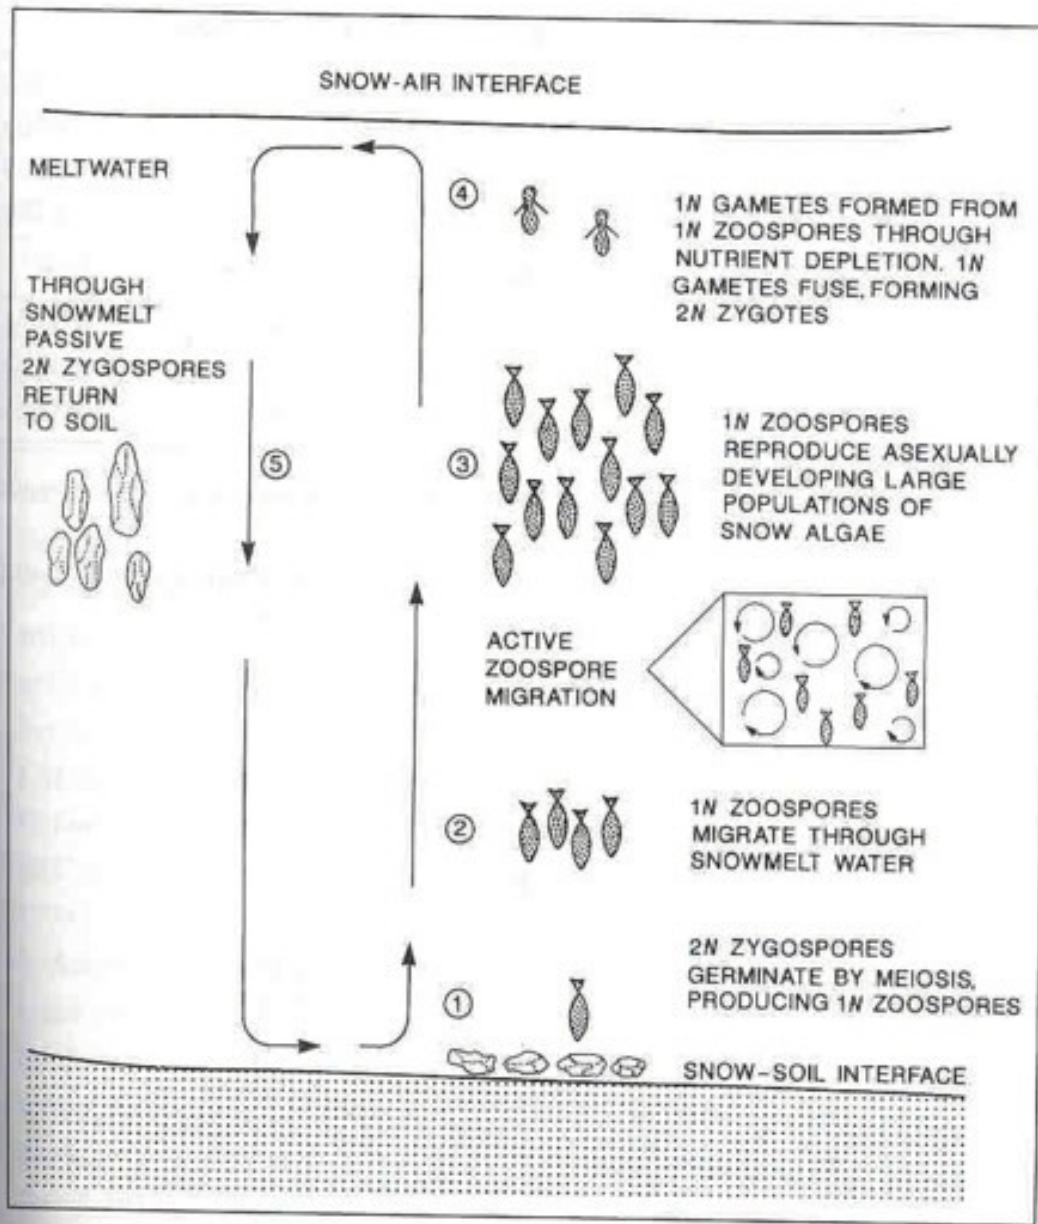 SNOW-AIR INTERFACE
MELTWATER
④
1N GAMETES FORMED FROM
1N ZOOSPORES THROUGH
NUTRIENT DEPLETION. 1N
GAMETES FUSE, FORMING
2N ZYGOTES
THROUGH
SNOWMELT
PASSIVE
2N ZYGOSPORES
RETURN
TO SOIL
⑤
③
1N ZOOSPORES
REPRODUCE ASEXUALLY
DEVELOPING LARGE
POPULATIONS OF
SNOW ALGAE
ACTIVE
ZOOSPORE
MIGRATION
②
1N ZOOSPORES
MIGRATE THROUGH
SNOWMELT WATER
①
2N ZYGOSPORES
GERMINATE BY MEIOSIS,
PRODUCING 1N ZOOSPORES
SNOW-SOIL INTERFACE